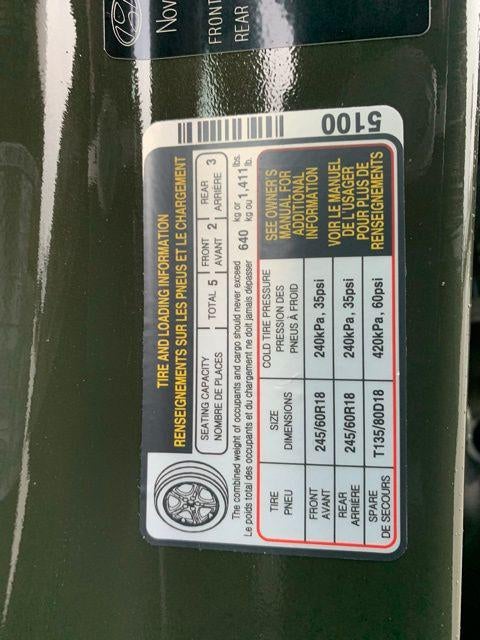 Nov
FRONT
REAR
5100
TIRE AND LOADING INFORMATION
RENSEIGNEMENTS SUR LES PNEUS ET LE CHARGEMENT
SEATING CAPACITY
NOMBRE DE PLACES
TOTAL 5
FRONT
AVANT 2
REAR
ARRIÈRE 3
The combined weight of occupants and cargo should never exceed 640 kg or 1,411 lbs.
Le poids total des occupants et du chargement ne doit jamais dépasser kg ou lb.
TIRE
PNEU
SIZE
DIMENSIONS
COLD TIRE PRESSURE
PRESSION DES
PNEUS À FROID
FRONT
AVANT
245/60R18
240kPa, 35psi
REAR
ARRIÈRE
245/60R18
240kPa, 35psi
SPARE
DE SECOURS
T135/80D18
420kPa, 60psi
SEE OWNER'S
MANUAL FOR
ADDITIONAL
INFORMATION
VOIR LE MANUEL
DE L'USAGER
POUR PLUS DE
RENSEIGNEMENTS